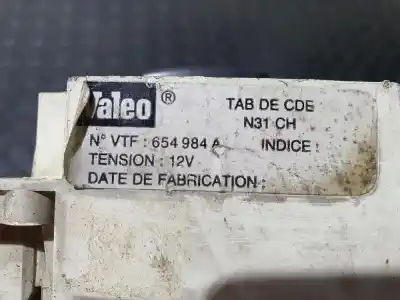 Valeo ® TAB DE CDE
N31 CH
N° VTF : 654 984 A INDICE :
TENSION : 12V
DATE DE FABRICATION :